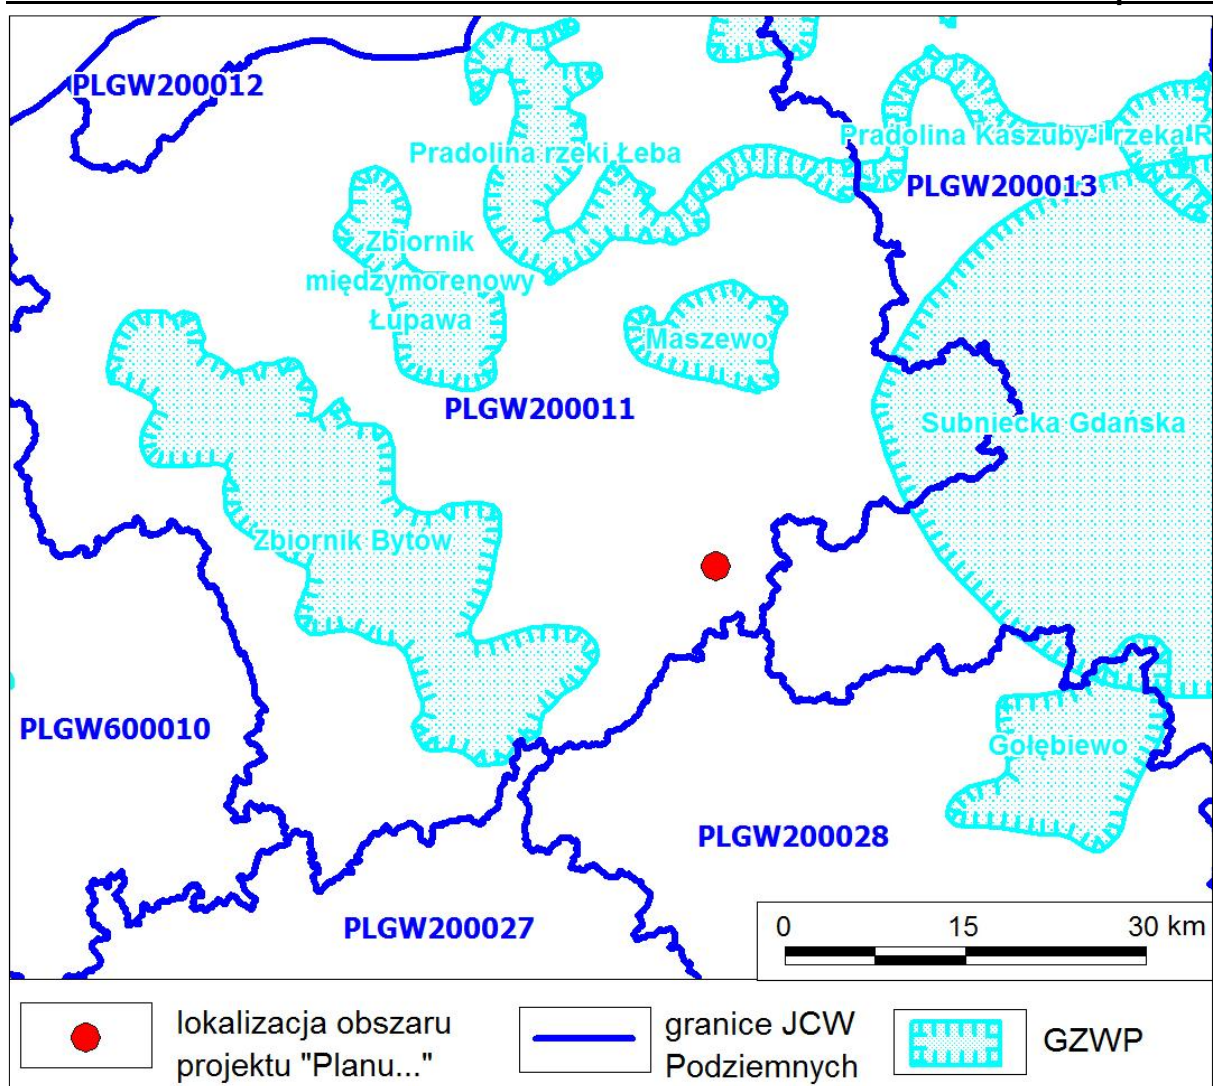 PLGW200012
Pradolina Kaszuby i rzeka R
Pradolina rzeki Łeba
PLGW200013
Zbiornik
międzymorenowy
Łupawa
Maszewo
PLGW200011
Subniecka Gdańska
Zbiornik Bytów
PLGW600010
Gołębiewo
PLGW200028
PLGW200027
0 15 30 km
lokalizacja obszaru
projektu "Planu..."
granice JCW
Podziemnych
GZWP